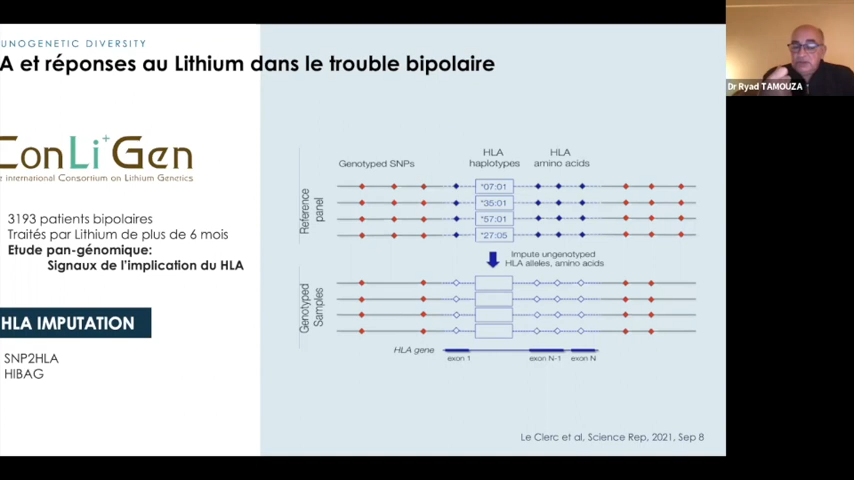 UNOGENETIC DIVERSITY
A et réponses au Lithium dans le trouble bipolaire
Dr Ryad TAMOUZA
ConLi+Gen
e international Consortium on Lithium Genetics
3193 patients bipolaires
Traités par Lithium de plus de 6 mois
Etude pan-génomique:
Signaux de l'implication du HLA
HLA IMPUTATION
SNP2HLA
HIBAG
Genotyped SNPs
HLA haplotypes
HLA amino acids
Reference panel
*07:01
*35:01
*57:01
*27:05
Impute ungenotyped
HLA alleles, amino acids
Genotyped Samples
HLA gene
exon 1
exon N-1
exon N
Le Clerc et al, Science Rep, 2021, Sep 8